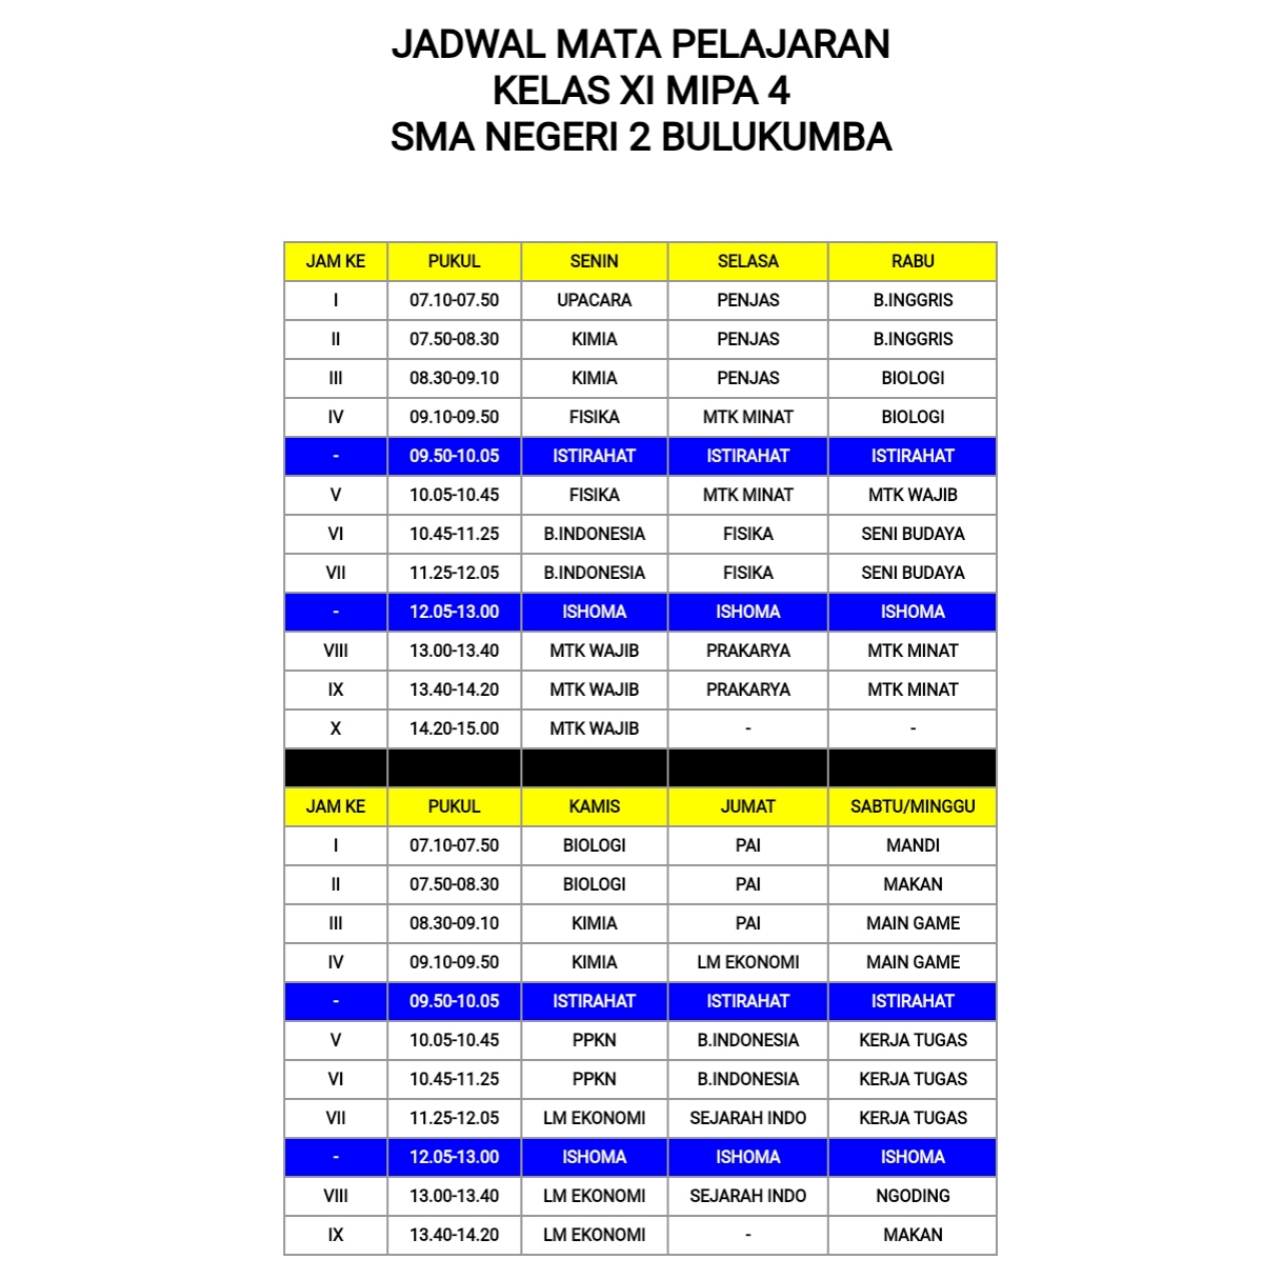 JADWAL MATA PELAJARAN
KELAS XI MIPA 4
SMA NEGERI 2 BULUKUMBA
JAM KE PUKUL SENIN SELASA RABU
I 07.10-07.50 UPACARA PENJAS B.INGGRIS
II 07.50-08.30 KIMIA PENJAS B.INGGRIS
III 08.30-09.10 KIMIA PENJAS BIOLOGI
IV 09.10-09.50 FISIKA MTK MINAT BIOLOGI
- 09.50-10.05 ISTIRAHAT ISTIRAHAT ISTIRAHAT
V 10.05-10.45 FISIKA MTK MINAT MTK WAJIB
VI 10.45-11.25 B.INDONESIA FISIKA SENI BUDAYA
VII 11.25-12.05 B.INDONESIA FISIKA SENI BUDAYA
- 12.05-13.00 ISHOMA ISHOMA ISHOMA
VIII 13.00-13.40 MTK WAJIB PRAKARYA MTK MINAT
IX 13.40-14.20 MTK WAJIB PRAKARYA MTK MINAT
X 14.20-15.00 MTK WAJIB - -
JAM KE PUKUL KAMIS JUMAT SABTU/MINGGU
I 07.10-07.50 BIOLOGI PAI MANDI
II 07.50-08.30 BIOLOGI PAI MAKAN
III 08.30-09.10 KIMIA PAI MAIN GAME
IV 09.10-09.50 KIMIA LM EKONOMI MAIN GAME
- 09.50-10.05 ISTIRAHAT ISTIRAHAT ISTIRAHAT
V 10.05-10.45 PPKN B.INDONESIA KERJA TUGAS
VI 10.45-11.25 PPKN B.INDONESIA KERJA TUGAS
VII 11.25-12.05 LM EKONOMI SEJARAH INDO KERJA TUGAS
- 12.05-13.00 ISHOMA ISHOMA ISHOMA
VIII 13.00-13.40 LM EKONOMI SEJARAH INDO NGODING
IX 13.40-14.20 LM EKONOMI - MAKAN